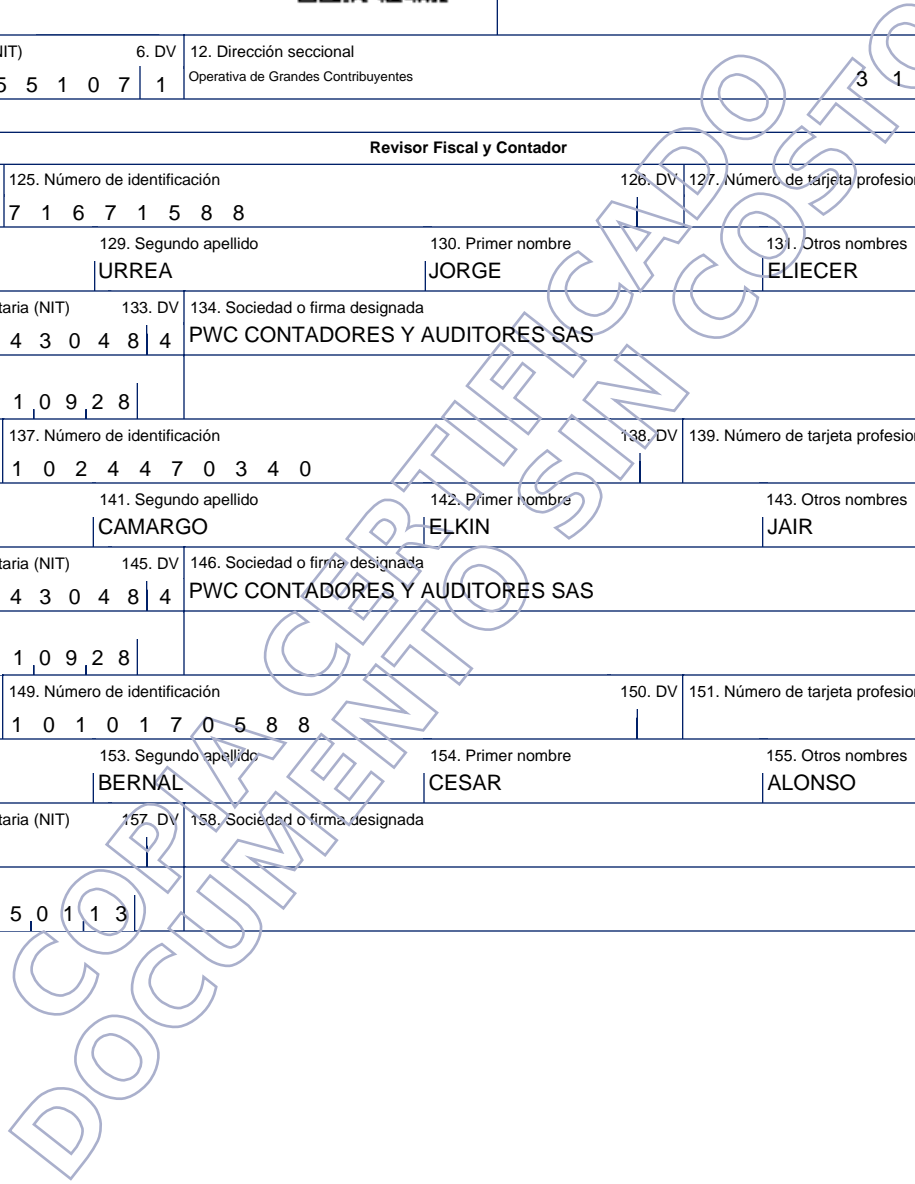 NIT) 6. DV 12. Dirección seccional
5 5 1 0 7 1 Operativa de Grandes Contribuyentes 3 1
Revisor Fiscal y Contador
125. Número de identificación 126. DV 127. Número de tarjeta profesion
7 1 6 7 1 5 8 8
129. Segundo apellido 130. Primer nombre 131. Otros nombres
URREA JORGE ELIECER
taria (NIT) 133. DV 134. Sociedad o firma designada
4 3 0 4 8 4 PWC CONTADORES Y AUDITORES SAS
1 0 9 2 8
137. Número de identificación 138. DV 139. Número de tarjeta profesion
1 0 2 4 4 7 0 3 4 0
141. Segundo apellido 142. Primer nombre 143. Otros nombres
CAMARGO ELKIN JAIR
taria (NIT) 145. DV 146. Sociedad o firma designada
4 3 0 4 8 4 PWC CONTADORES Y AUDITORES SAS
1 0 9 2 8
149. Número de identificación 150. DV 151. Número de tarjeta profesion
1 0 1 0 1 7 0 5 8 8
153. Segundo apellido 154. Primer nombre 155. Otros nombres
BERNAL CESAR ALONSO
taria (NIT) 157. DV 158. Sociedad o firma designada
5 0 1 1 3
COPIA CERTIFICADO
DOCUMENTO SIN COSTO